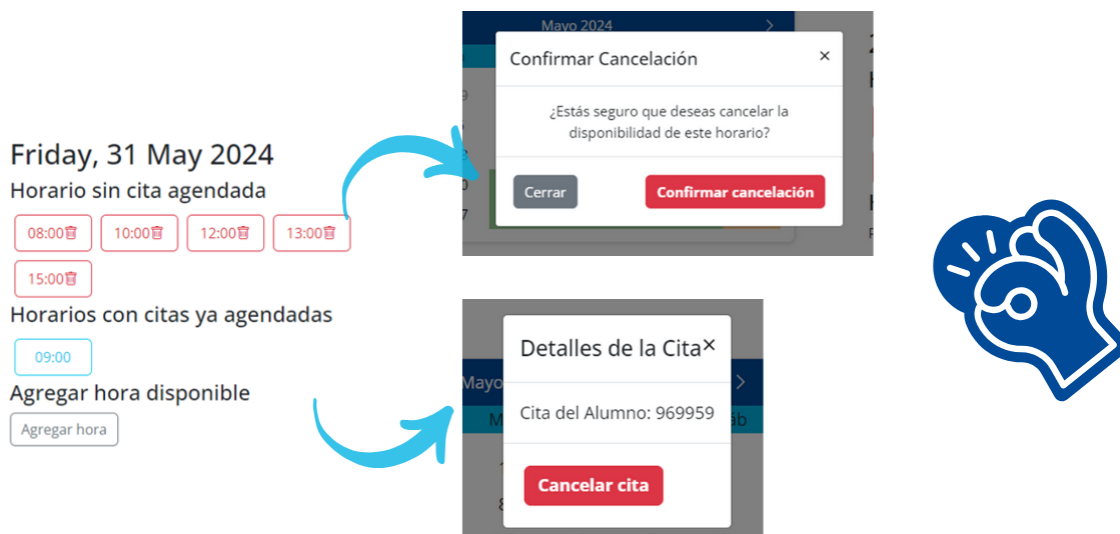 Friday, 31 May 2024
Horario sin cita agendada
08:00
10:00
12:00
13:00
15:00
Horarios con citas ya agendadas
09:00
Agregar hora disponible
Agregar hora
Mayo 2024
Confirmar Cancelación ×
¿Estás seguro que deseas cancelar la
disponibilidad de este horario?
Cerrar
Confirmar cancelación
Detalles de la Cita×
Mayo
Cita del Alumno: 969959
Cancelar cita